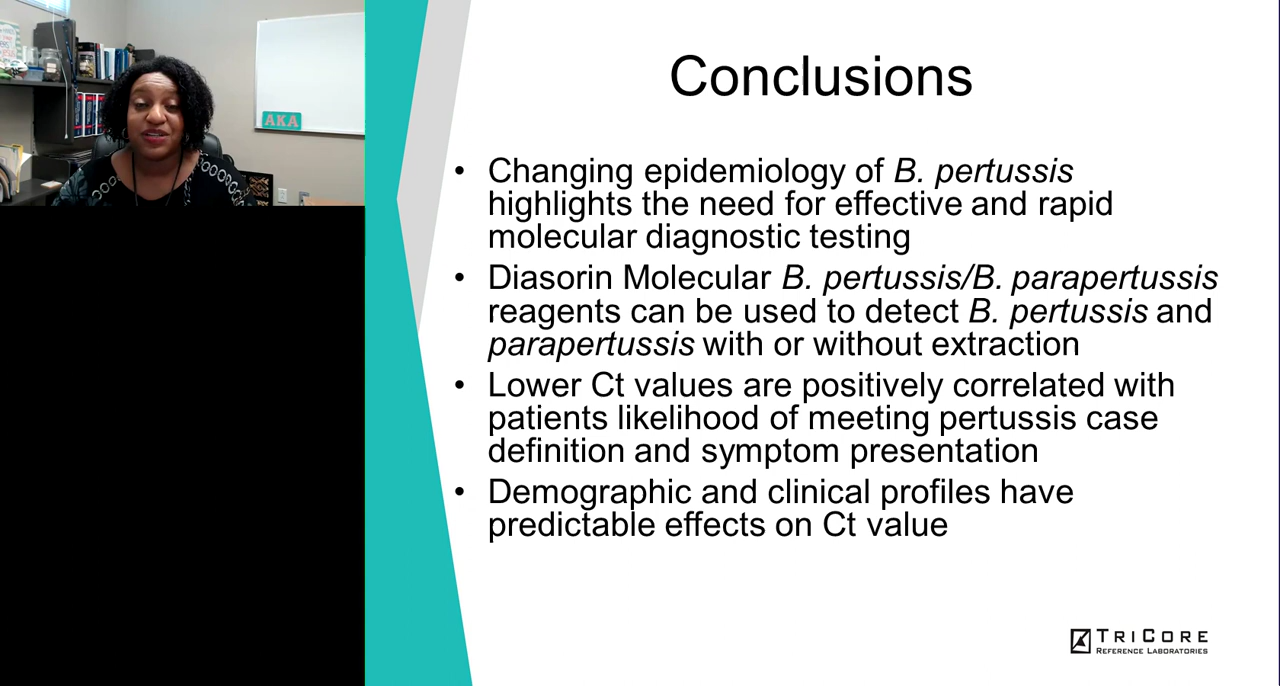 AKA
Conclusions
• Changing epidemiology of B. pertussis
highlights the need for effective and rapid
molecular diagnostic testing
• Diasorin Molecular B. pertussis/B. parapertussis
reagents can be used to detect B. pertussis and
parapertussis with or without extraction
• Lower Ct values are positively correlated with
patients likelihood of meeting pertussis case
definition and symptom presentation
• Demographic and clinical profiles have
predictable effects on Ct value
TRICORE
REFERENCE LABORATORIES